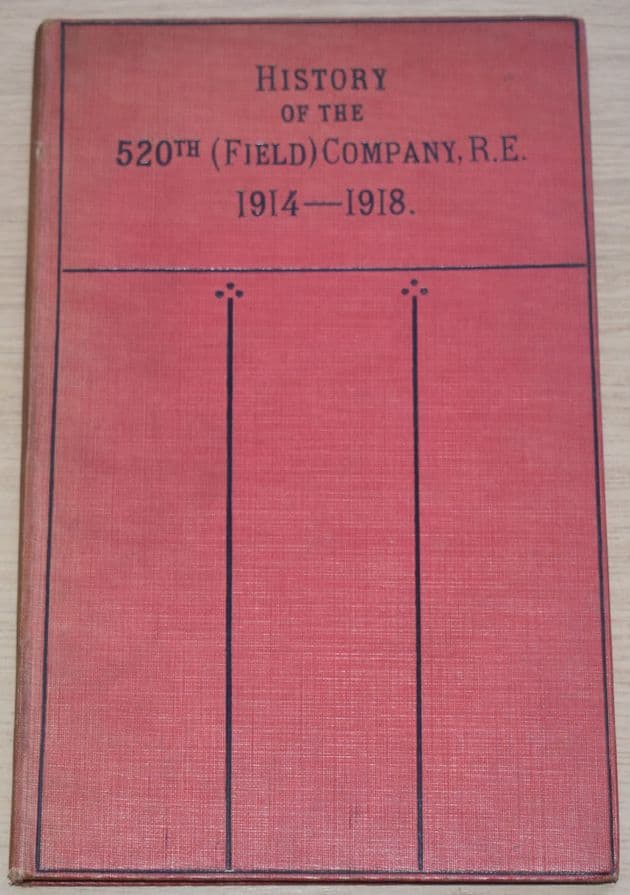 HISTORY
OF THE
520TH (FIELD) COMPANY, R.E.
1914—1918.